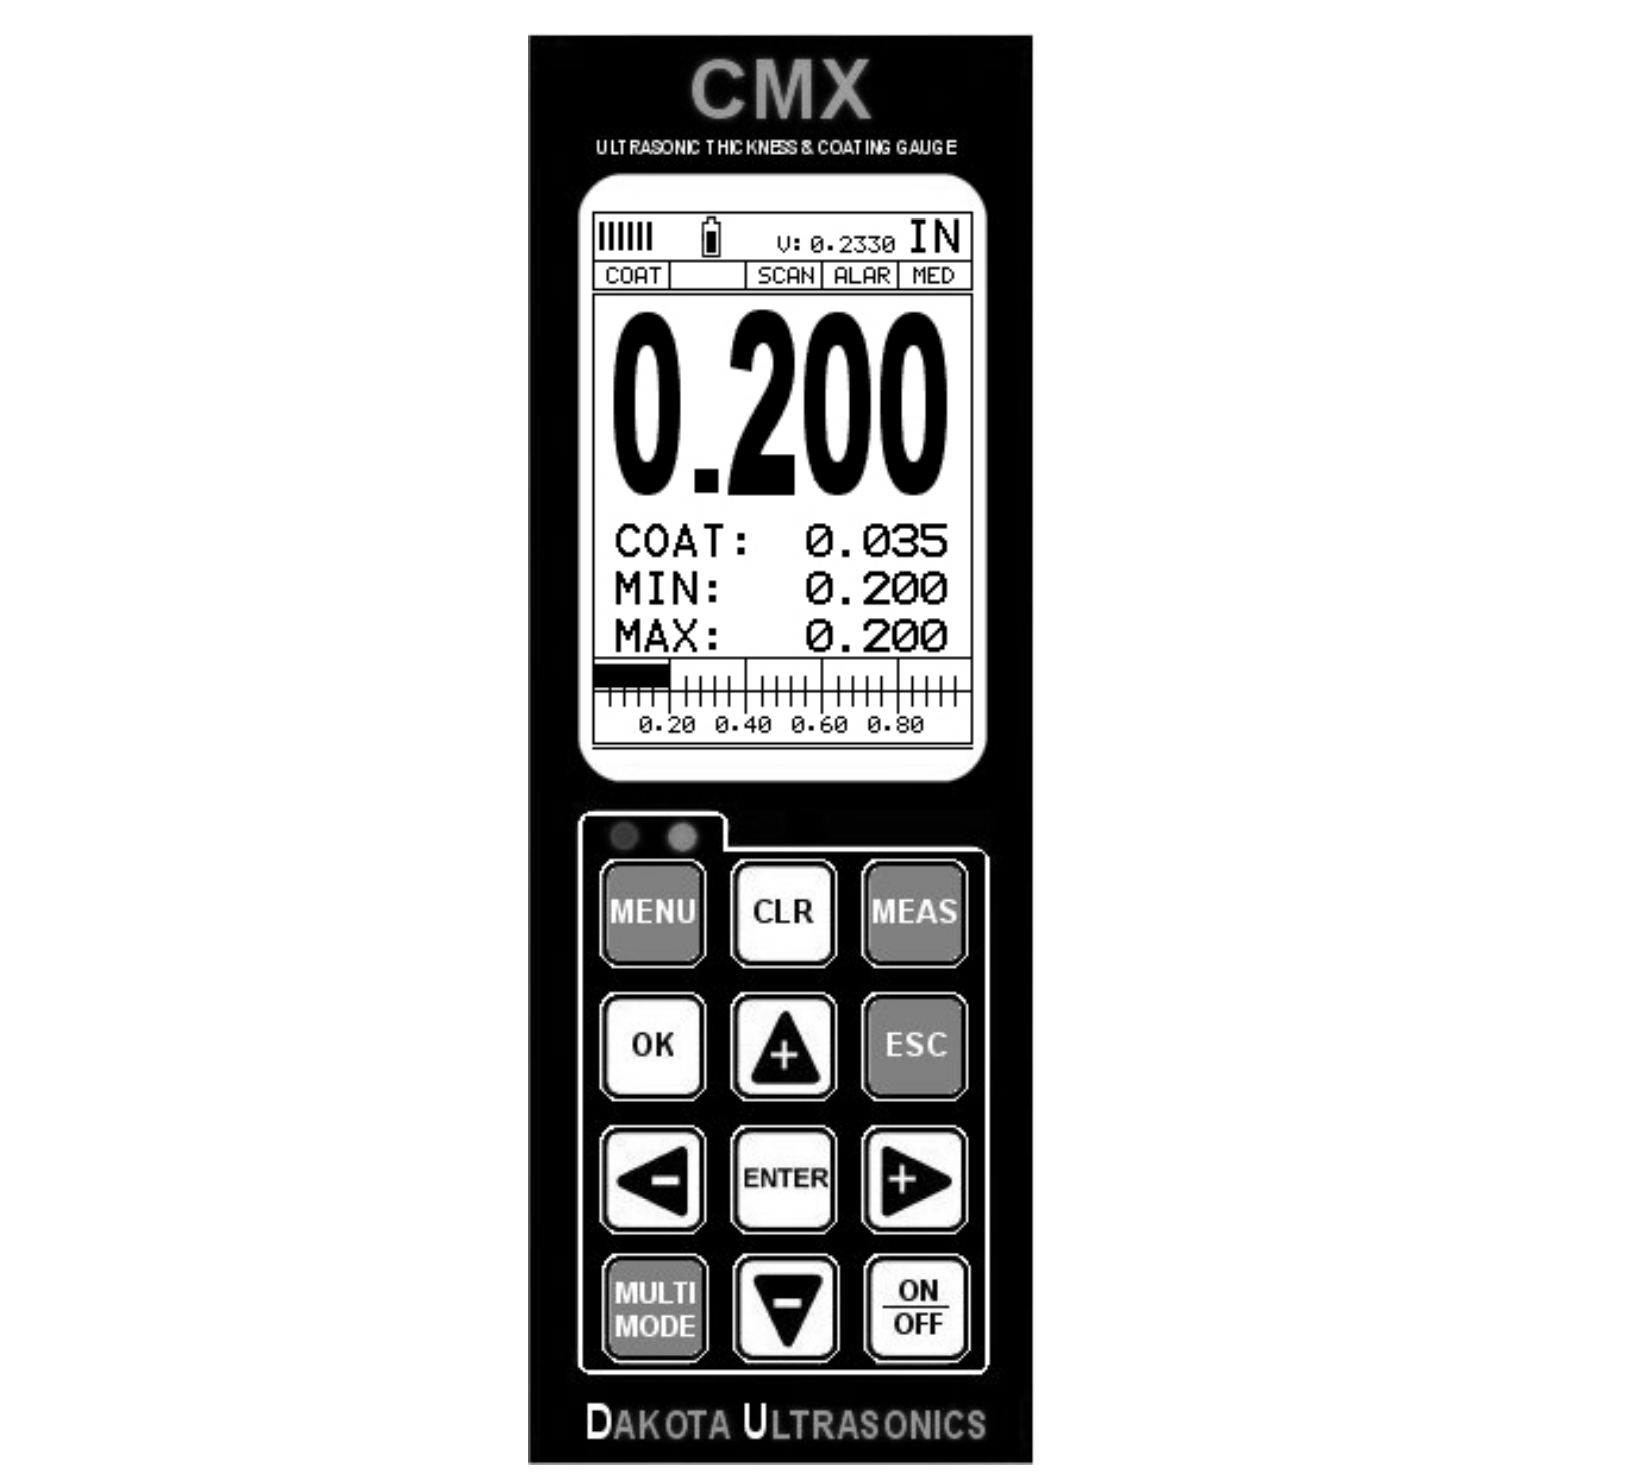 CMX
ULTRASONIC THICKNESS & COATING GAUGE
V: 0.2330 IN
COAT SCAN ALAR MED
0.200
COAT: 0.035
MIN: 0.200
MAX: 0.200
0.20 0.40 0.60 0.80
MENU CLR MEAS
OK + ESC
- ENTER +
MULTI MODE - ON OFF
DAKOTA ULTRASONICS